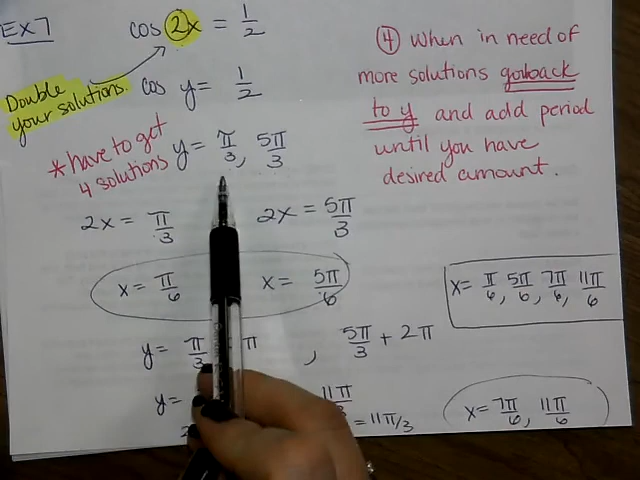 Ex7
cos 2x = 1/2
Double
your solutions.
cos y = 1/2
* have to get
4 solutions
y = π/3, 5π/3
2x = π/3 2x = 5π/3
x = π/6 x = 5π/6
y = π/3 π , 5π/3 + 2π
y = 11π/3
= 11π/3
④ When in need of
more solutions go back
to y and add period
until you have
desired amount.
x = π/6, 5π/6, 7π/6, 11π/6
x = 7π/6, 11π/6